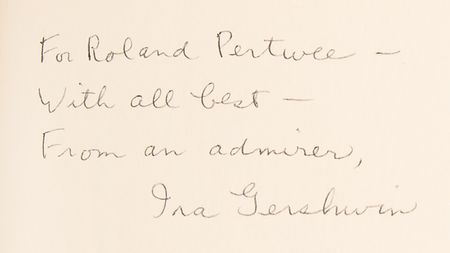 For Roland Pertwee —
With all best —
From an admirer,
Ira Gershwin